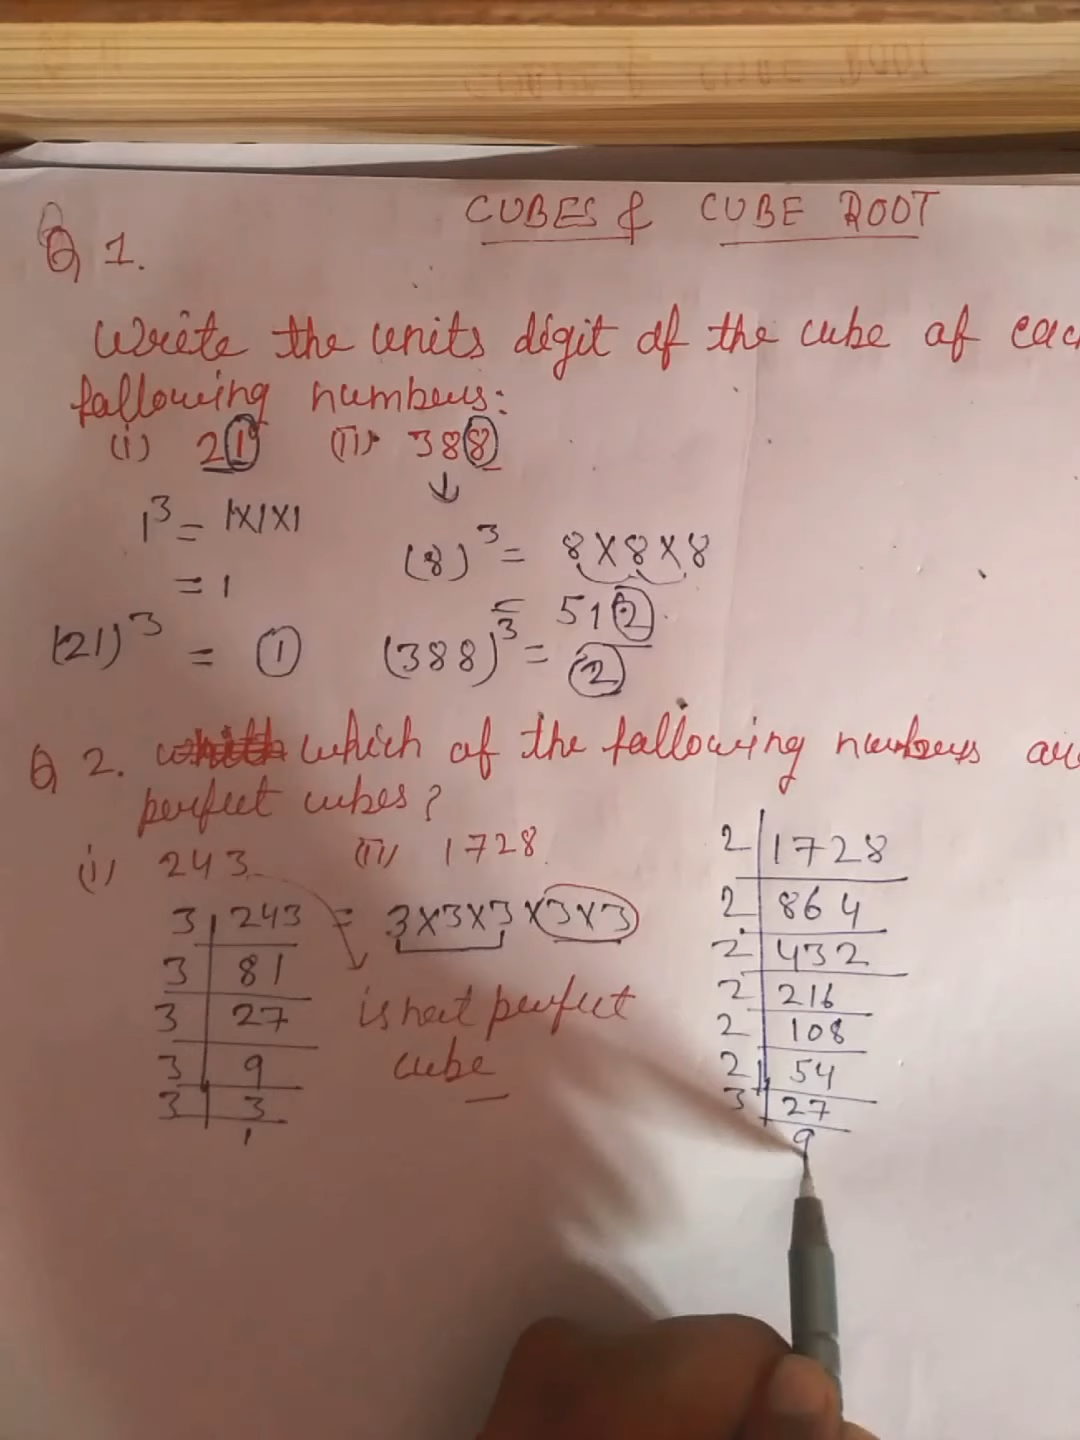 CUBES & CUBE ROOT
Q 1.
Write the units digit of the cube of eac
following numbers:
(i) 21 (ii) 388
1³ = 1×1×1
= 1
(8)³ = 8×8×8
= 512
(21)³ = 1
(388)³ = 2
Q 2. which of the following numbers are
perfect cubes?
(i) 243 (ii) 1728
3 | 243 = 3×3×3×3×3
3 | 81
3 | 27
3 | 9
3 | 3
1
is not perfect
cube
2 | 1728
2 | 864
2 | 432
2 | 216
2 | 108
2 | 54
3 | 27
9